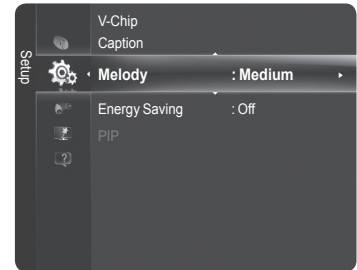 Setup
V-Chip
Caption
Melody : Medium
Energy Saving : Off
PIP